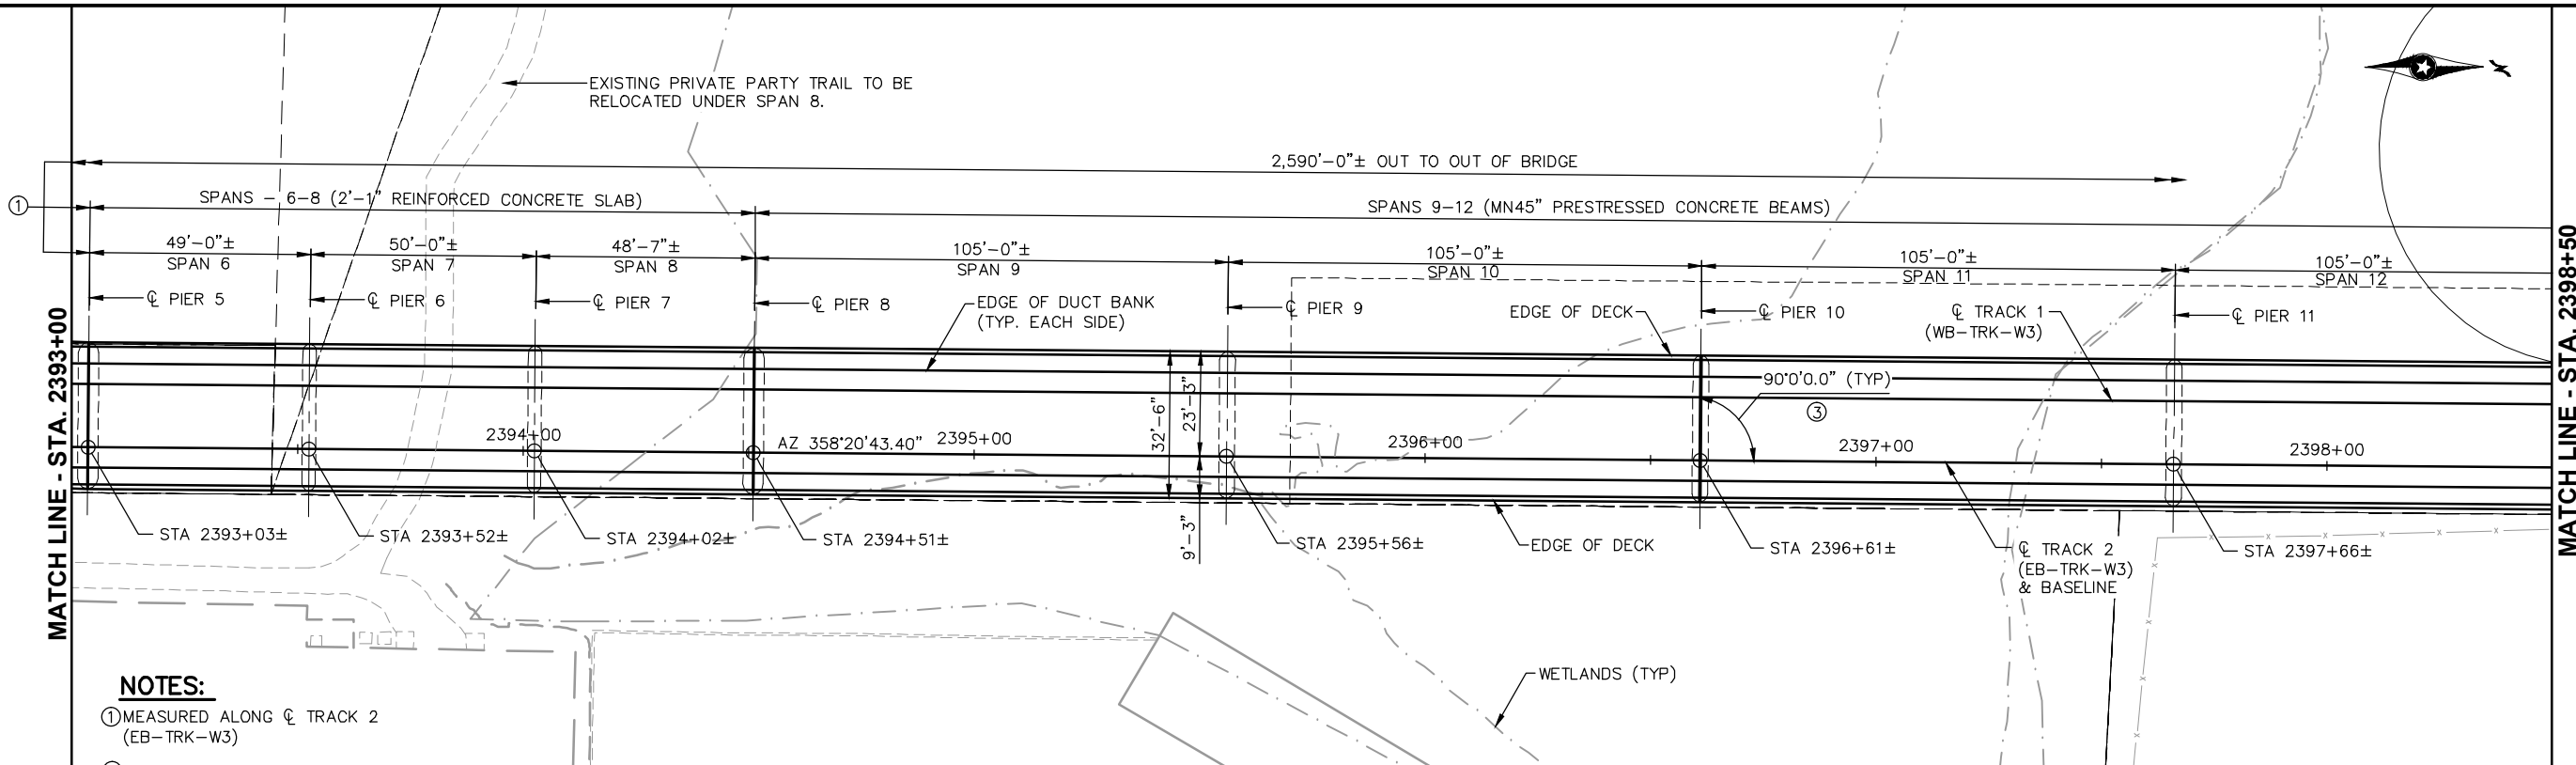 EXISTING PRIVATE PARTY TRAIL TO BE
RELOCATED UNDER SPAN 8.
2,590'-0"± OUT TO OUT OF BRIDGE
①
SPANS - 6-8 (2'-1" REINFORCED CONCRETE SLAB)
SPANS 9-12 (MN45" PRESTRESSED CONCRETE BEAMS)
49'-0"±
SPAN 6
50'-0"±
SPAN 7
48'-7"±
SPAN 8
105'-0"±
SPAN 9
105'-0"±
SPAN 10
105'-0"±
SPAN 11
105'-0"±
SPAN 12
℄ PIER 5
℄ PIER 6
℄ PIER 7
℄ PIER 8
EDGE OF DUCT BANK
(TYP. EACH SIDE)
℄ PIER 9
EDGE OF DECK
℄ PIER 10
℄ TRACK 1
(WB-TRK-W3)
℄ PIER 11
MATCH LINE - STA. 2393+00
MATCH LINE - STA. 2398+50
90°0'0.0" (TYP)
③
32'-6"
23'-3"
9'-3"
2394+00
AZ 358°20'43.40"
2395+00
2396+00
2397+00
2398+00
STA 2393+03±
STA 2393+52±
STA 2394+02±
STA 2394+51±
STA 2395+56±
EDGE OF DECK
STA 2396+61±
℄ TRACK 2
(EB-TRK-W3)
& BASELINE
STA 2397+66±
WETLANDS (TYP)
NOTES:
① MEASURED ALONG ℄ TRACK 2
(EB-TRK-W3)